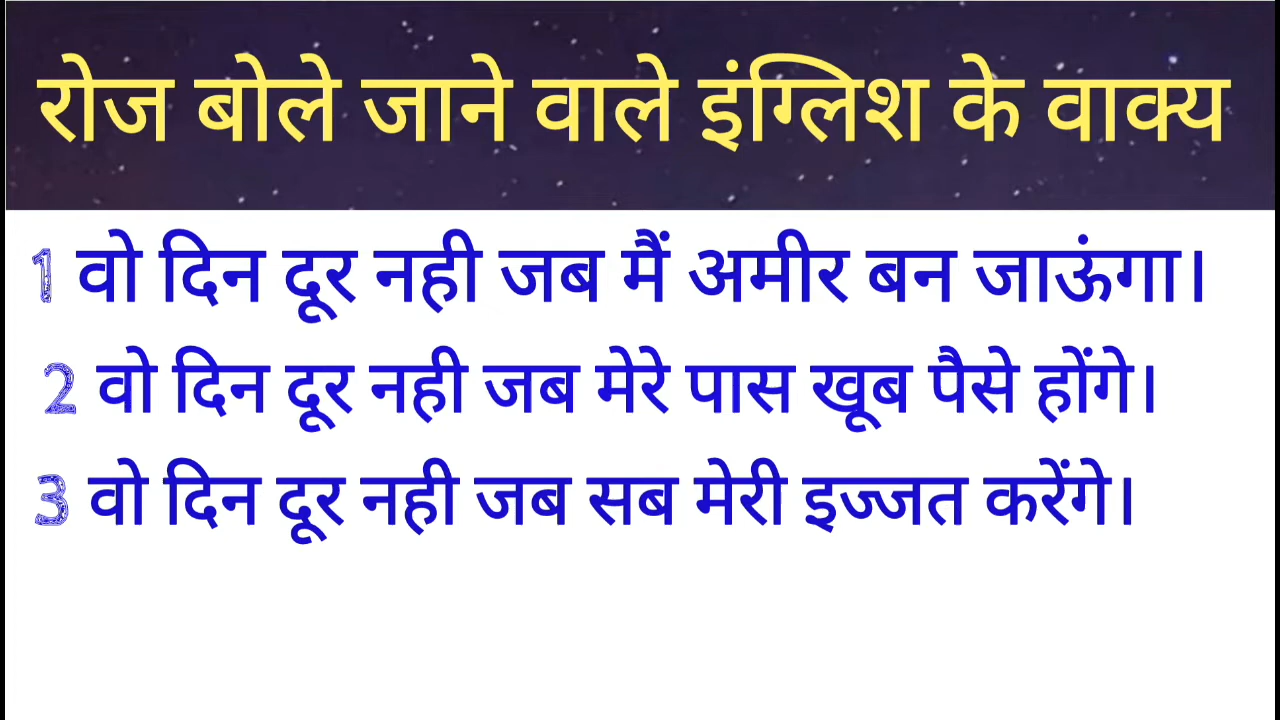 रोज बोले जाने वाले इंग्लिश के वाक्य
1 वो दिन दूर नही जब मैं अमीर बन जाऊंगा।
2 वो दिन दूर नही जब मेरे पास खूब पैसे होंगे।
3 वो दिन दूर नही जब सब मेरी इज्जत करेंगे।